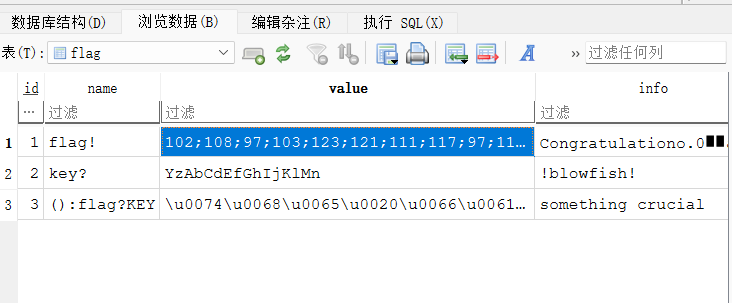 数据库结构(D) 浏览数据(B) 编辑杂注(R) 执行 SQL(X)
表(T): flag » 过滤任何列
id name value info
... 过滤 过滤 过滤
1 1 flag! 102;108;97;103;123;121;111;117;97;11... Congratulationo.0
2 2 key? YzAbCdEfGhIjKlMn !blowfish!
3 3 ():flag?KEY \u0074\u0068\u0065\u0020\u0066\u0061... something crucial